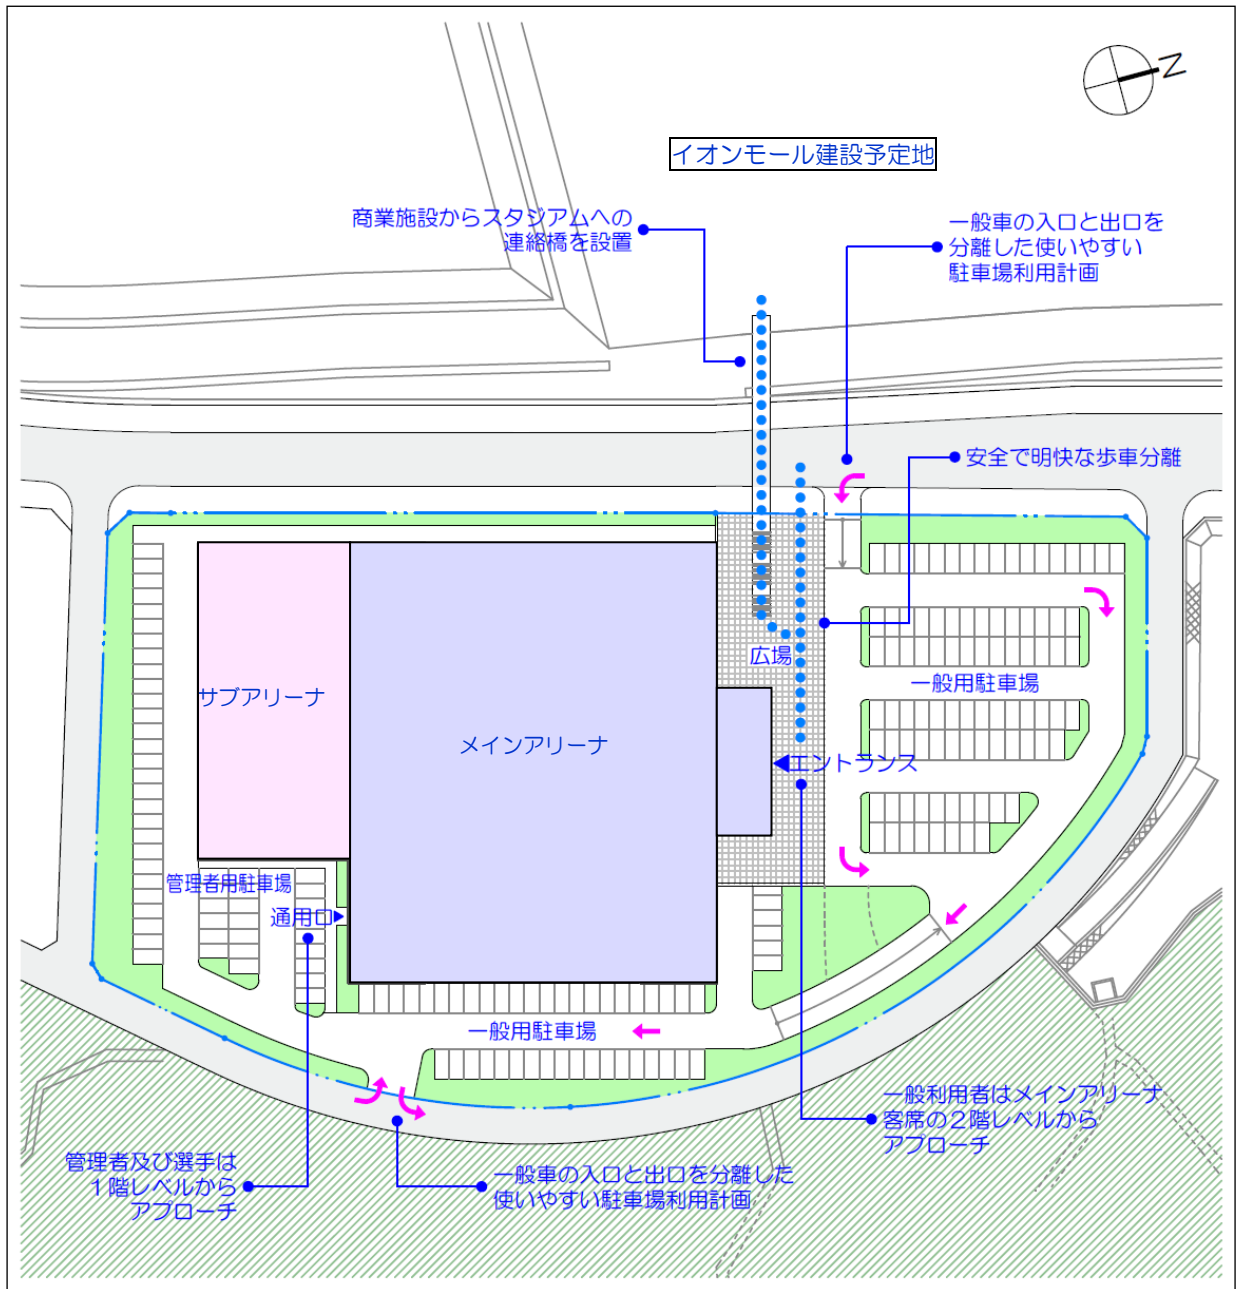 N
イオンモール建設予定地
商業施設からスタジアムへの
連絡橋を設置
一般車の入口と出口を
分離した使いやすい
駐車場利用計画
安全で明快な歩車分離
広場
サブアリーナ
一般用駐車場
メインアリーナ
エントランス
管理者用駐車場
通用口
一般用駐車場
一般利用者はメインアリーナ
客席の２階レベルから
アプローチ
管理者及び選手は
１階レベルから
アプローチ
一般車の入口と出口を分離した
使いやすい駐車場利用計画